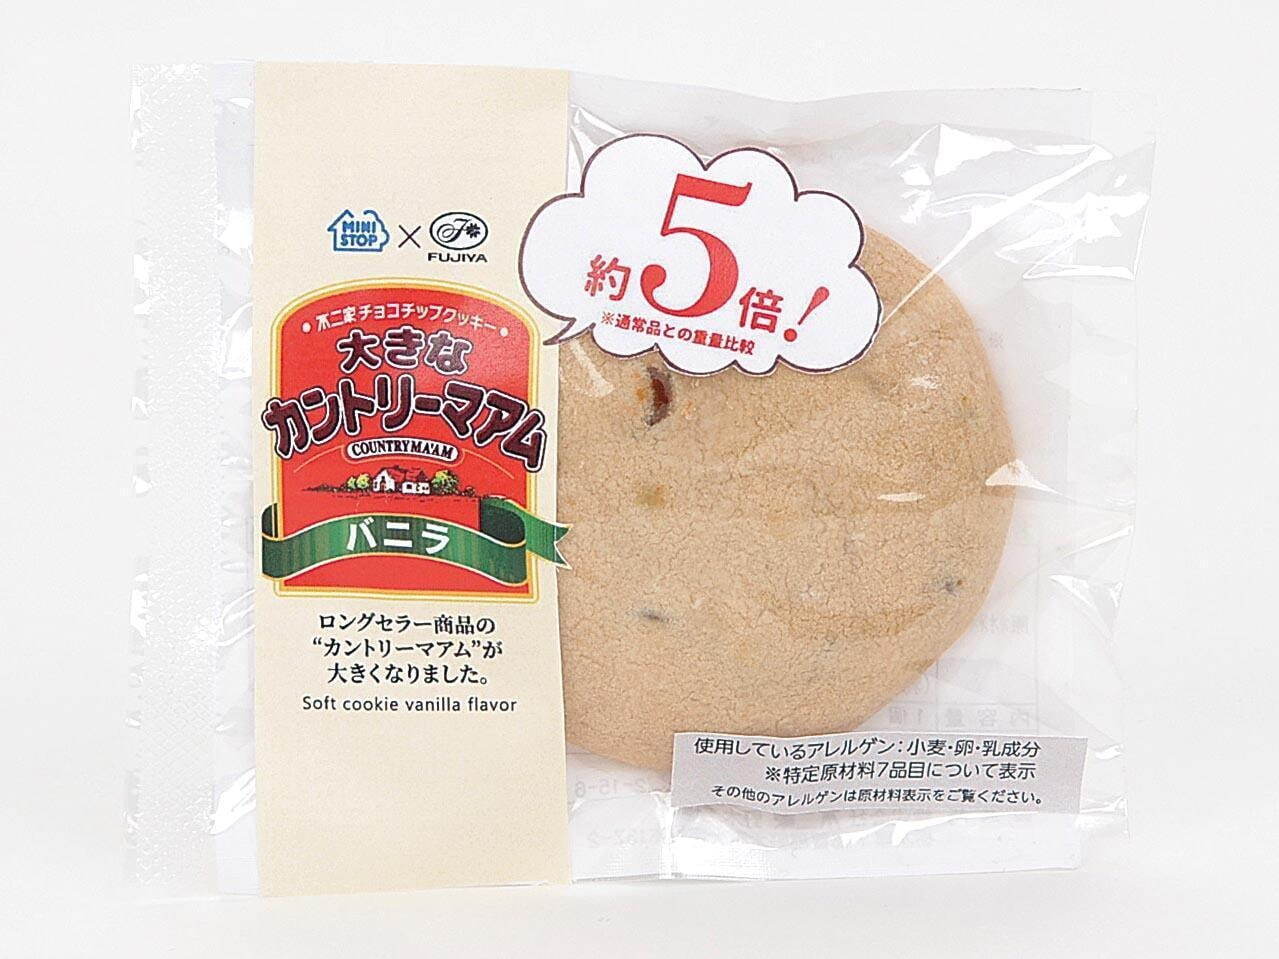 MINI
STOP
×
FUJIYA
不二家チョコチップクッキー
大きな
カントリーマアム
COUNTRY MA'AM
バニラ
ロングセラー商品の
“カントリーマアム”が
大きくなりました。
Soft cookie vanilla flavor
約5倍!
※通常品との重量比較
使用しているアレルゲン:小麦・卵・乳成分
※特定原材料7品目について表示
その他のアレルゲンは原材料表示をご覧ください。